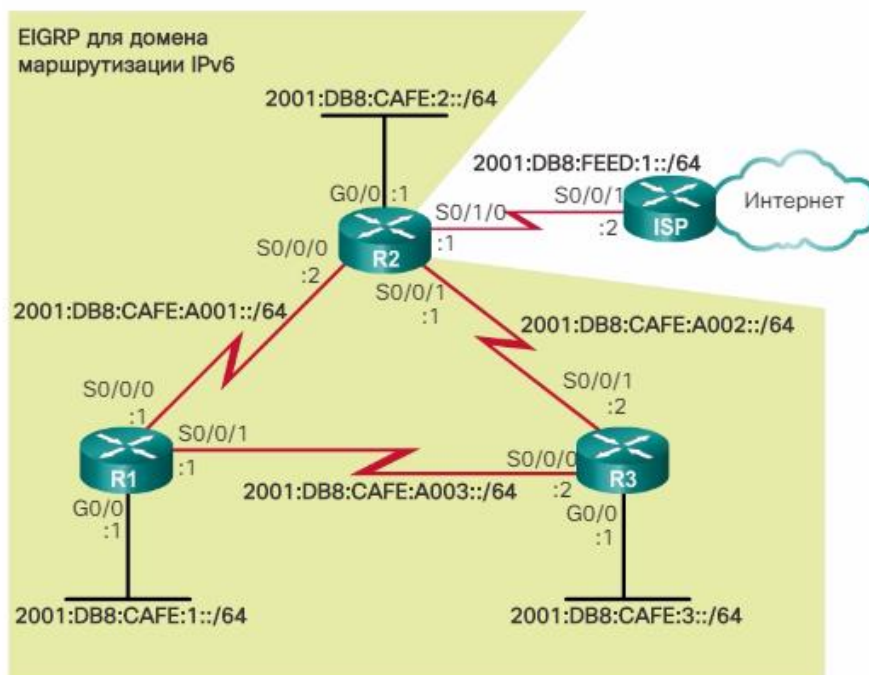 EIGRP для домена
маршрутизации IPv6
2001:DB8:CAFE:2::/64
2001:DB8:FEED:1::/64
G0/0 :1
S0/1/0
:1
S0/0/1
:2
ISP
Интернет
R2
S0/0/0
:2
S0/0/1
:1
2001:DB8:CAFE:A001::/64
2001:DB8:CAFE:A002::/64
S0/0/0
:1
S0/0/1
:2
R1
S0/0/1
:1
S0/0/0
:2
R3
2001:DB8:CAFE:A003::/64
G0/0
:1
G0/0
:1
2001:DB8:CAFE:1::/64
2001:DB8:CAFE:3::/64